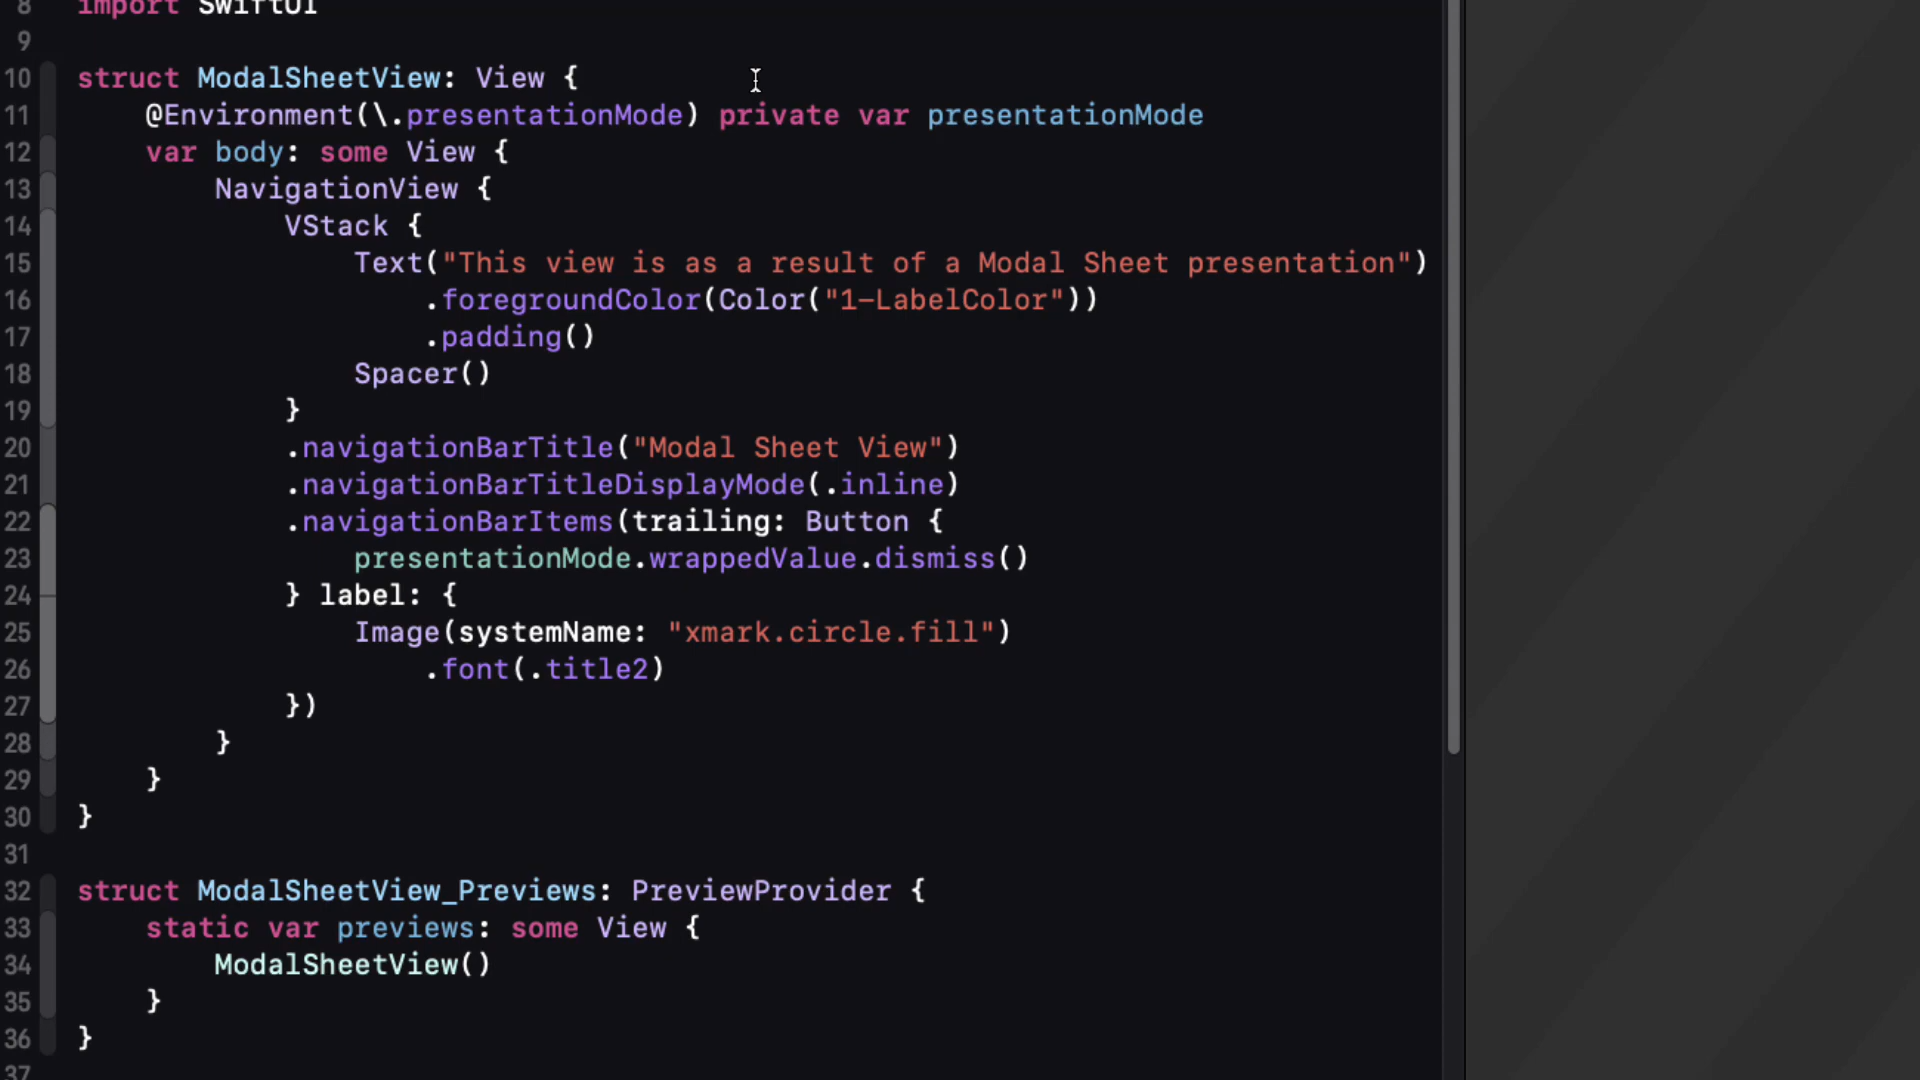 8 import SwiftUI
9
10 struct ModalSheetView: View {
11 @Environment(\.presentationMode) private var presentationMode
12 var body: some View {
13 NavigationView {
14 VStack {
15 Text("This view is as a result of a Modal Sheet presentation")
16 .foregroundColor(Color("1-LabelColor"))
17 .padding()
18 Spacer()
19 }
20 .navigationBarTitle("Modal Sheet View")
21 .navigationBarTitleDisplayMode(.inline)
22 .navigationBarItems(trailing: Button {
23 presentationMode.wrappedValue.dismiss()
24 } label: {
25 Image(systemName: "xmark.circle.fill")
26 .font(.title2)
27 })
28 }
29 }
30 }
31
32 struct ModalSheetView_Previews: PreviewProvider {
33 static var previews: some View {
34 ModalSheetView()
35 }
36 }
37